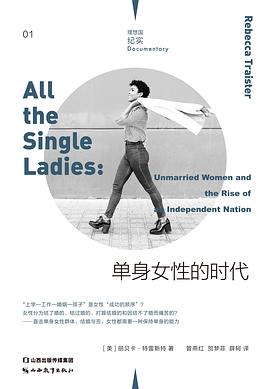 01
理想国
纪实
Documentary
Rebecca Traister
All
the
Single
Ladies:
Unmarried Women and
the Rise of
Independent Nation
单身女性的时代
“上学—工作—婚姻—孩子”是女性“成功的顺序”？
女性分为结了婚的、结过婚的、打算结婚的和因结不了婚而痛苦的？
——直击单身女性群体，结婚与否，女性都需要一种保持单身的能力
山西出版传媒集团
山西教育出版社
［美］丽贝卡·特雷斯特 著
管燕红 贺梦菲 薛轲 译